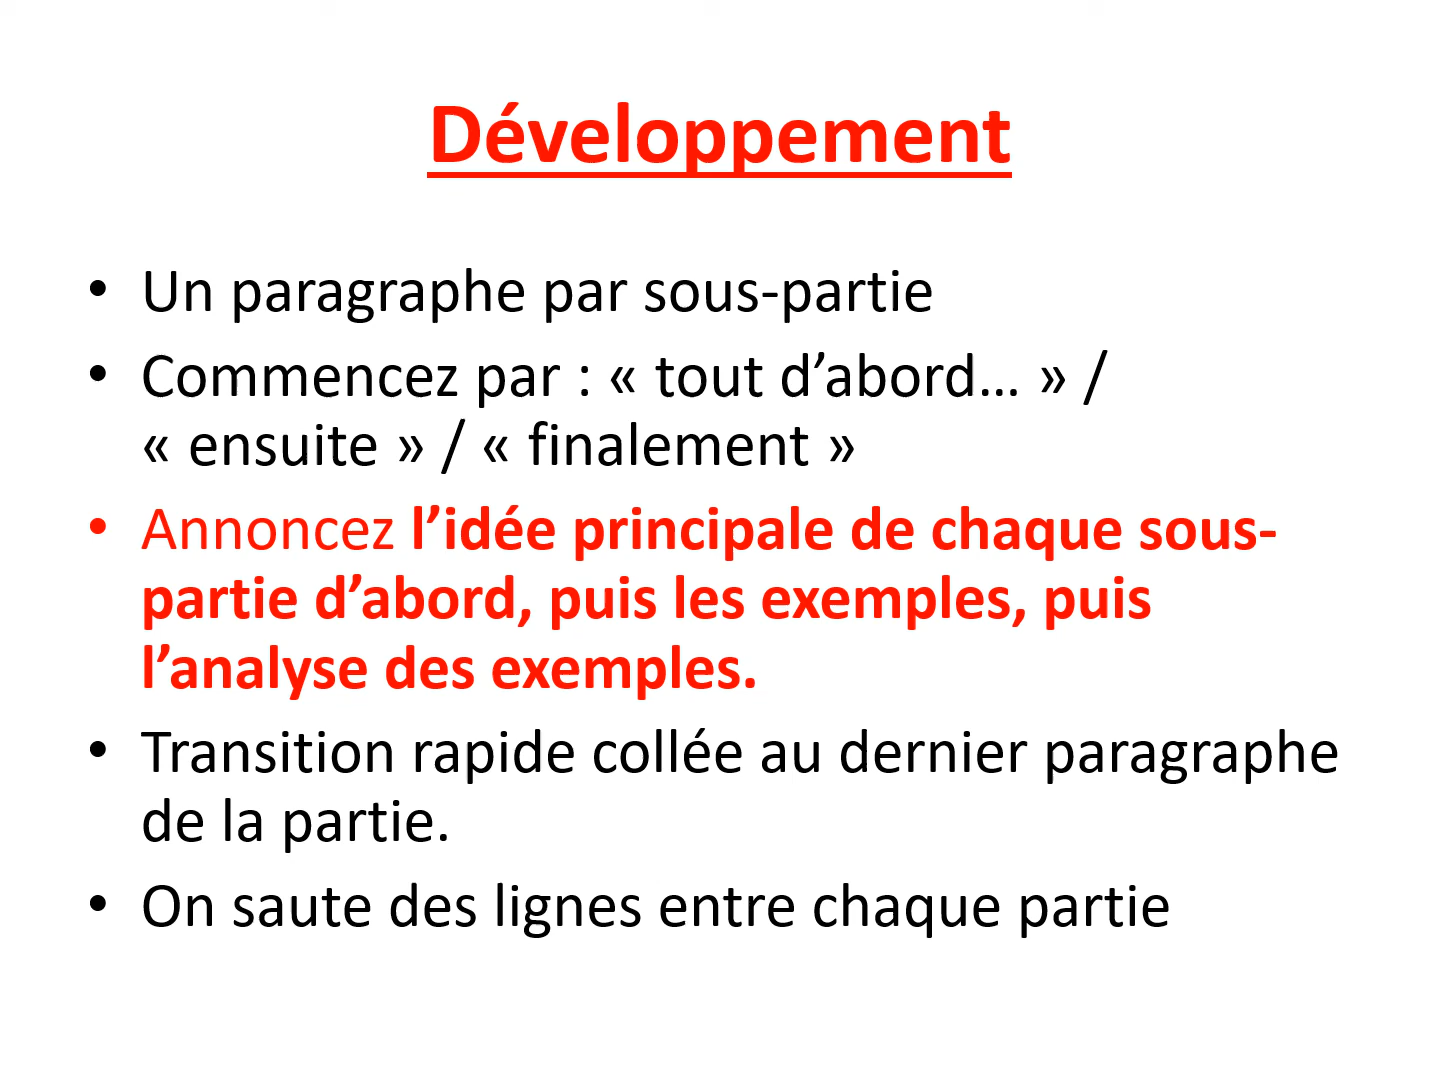 Développement
• Un paragraphe par sous-partie
• Commencez par : « tout d’abord… » /
« ensuite » / « finalement »
• Annoncez l’idée principale de chaque sous-
partie d’abord, puis les exemples, puis
l’analyse des exemples.
• Transition rapide collée au dernier paragraphe
de la partie.
• On saute des lignes entre chaque partie